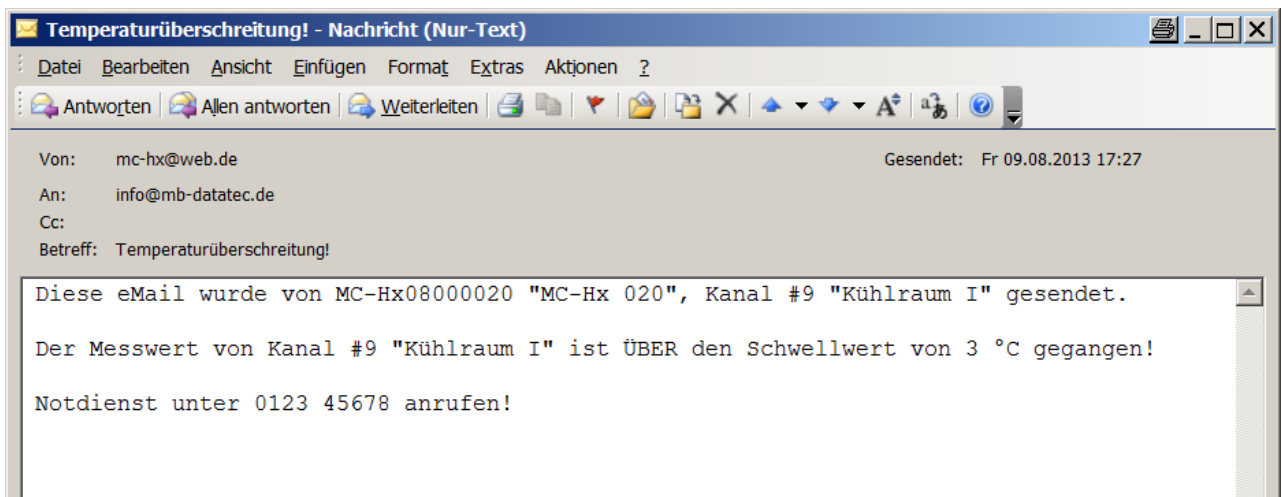 Temperaturüberschreitung! - Nachricht (Nur-Text)
Datei Bearbeiten Ansicht Einfügen Format Extras Aktionen ?
Antworten Allen antworten Weiterleiten
Von: mc-hx@web.de Gesendet: Fr 09.08.2013 17:27
An: info@mb-datatec.de
Cc:
Betreff: Temperaturüberschreitung!
Diese eMail wurde von MC-Hx08000020 "MC-Hx 020", Kanal #9 "Kühlraum I" gesendet.
Der Messwert von Kanal #9 "Kühlraum I" ist ÜBER den Schwellwert von 3 °C gegangen!
Notdienst unter 0123 45678 anrufen!